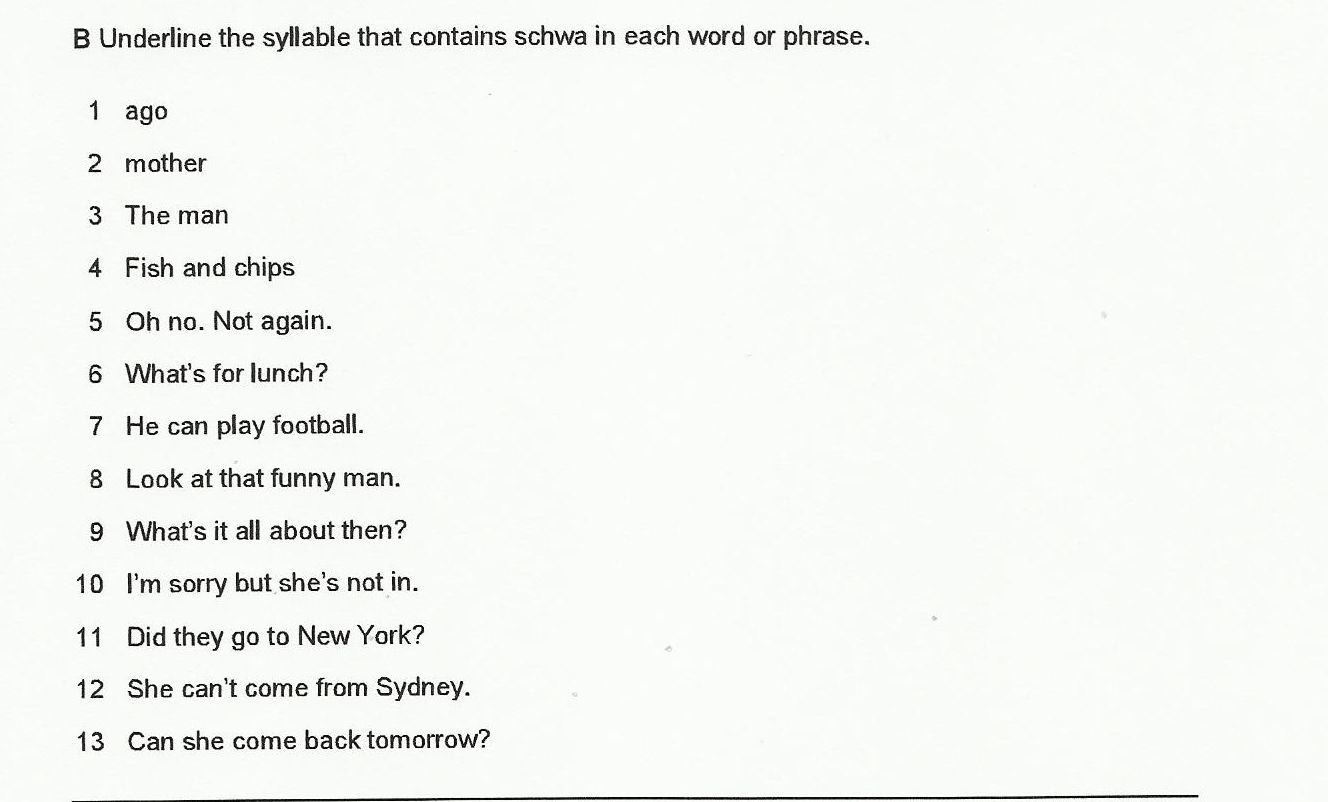 B Underline the syllable that contains schwa in each word or phrase.
1 ago
2 mother
3 The man
4 Fish and chips
5 Oh no. Not again.
6 What's for lunch?
7 He can play football.
8 Look at that funny man.
9 What's it all about then?
10 I'm sorry but she's not in.
11 Did they go to New York?
12 She can't come from Sydney.
13 Can she come back tomorrow?